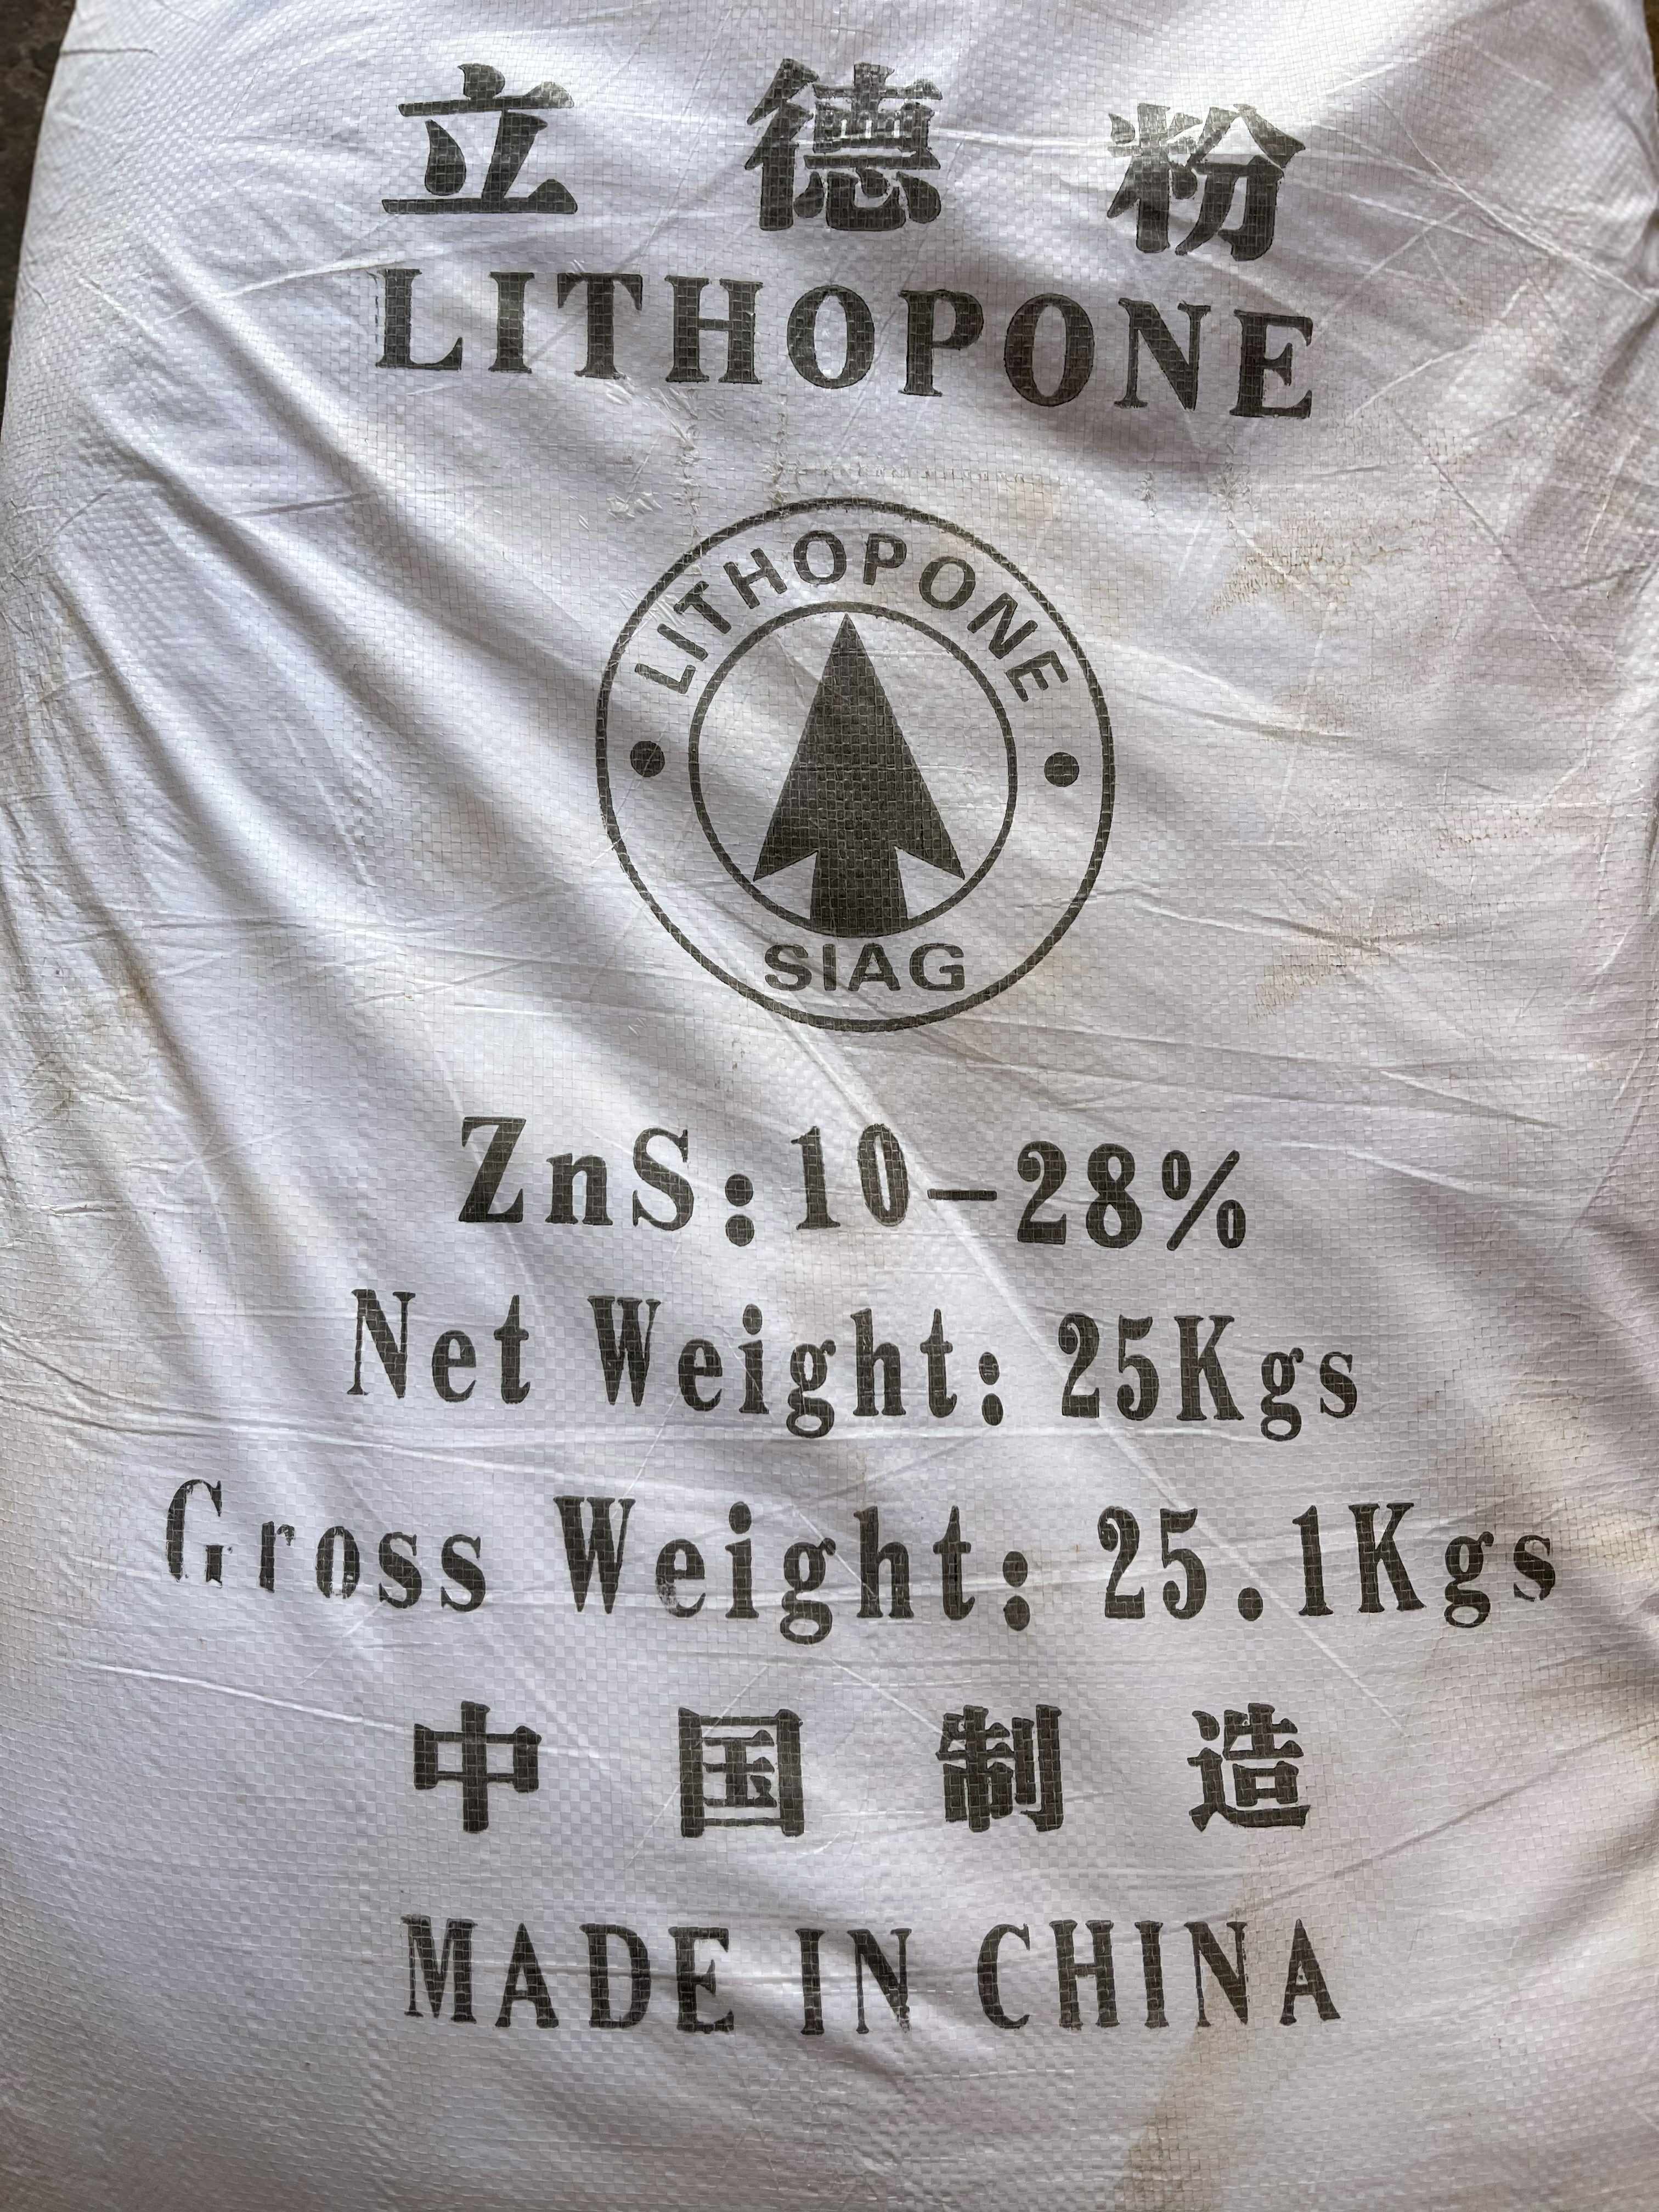 立德粉
LITHOPONE
LITHOPONE
SIAG
ZnS:10-28%
Net Weight: 25Kgs
Gross Weight: 25.1Kgs
中国制造
MADE IN CHINA